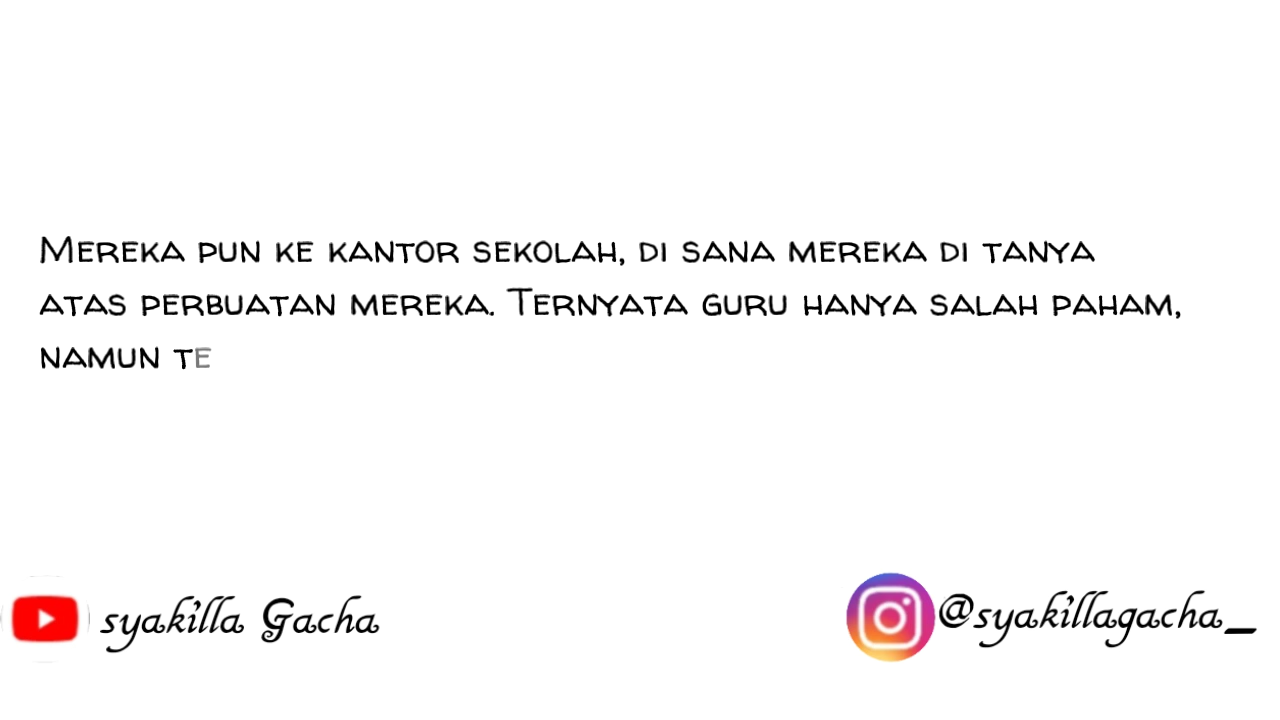 Mereka pun ke kantor sekolah, di sana mereka di tanya
atas perbuatan mereka. Ternyata guru hanya salah paham,
namun te
syakilla Gacha
@syakillagacha_